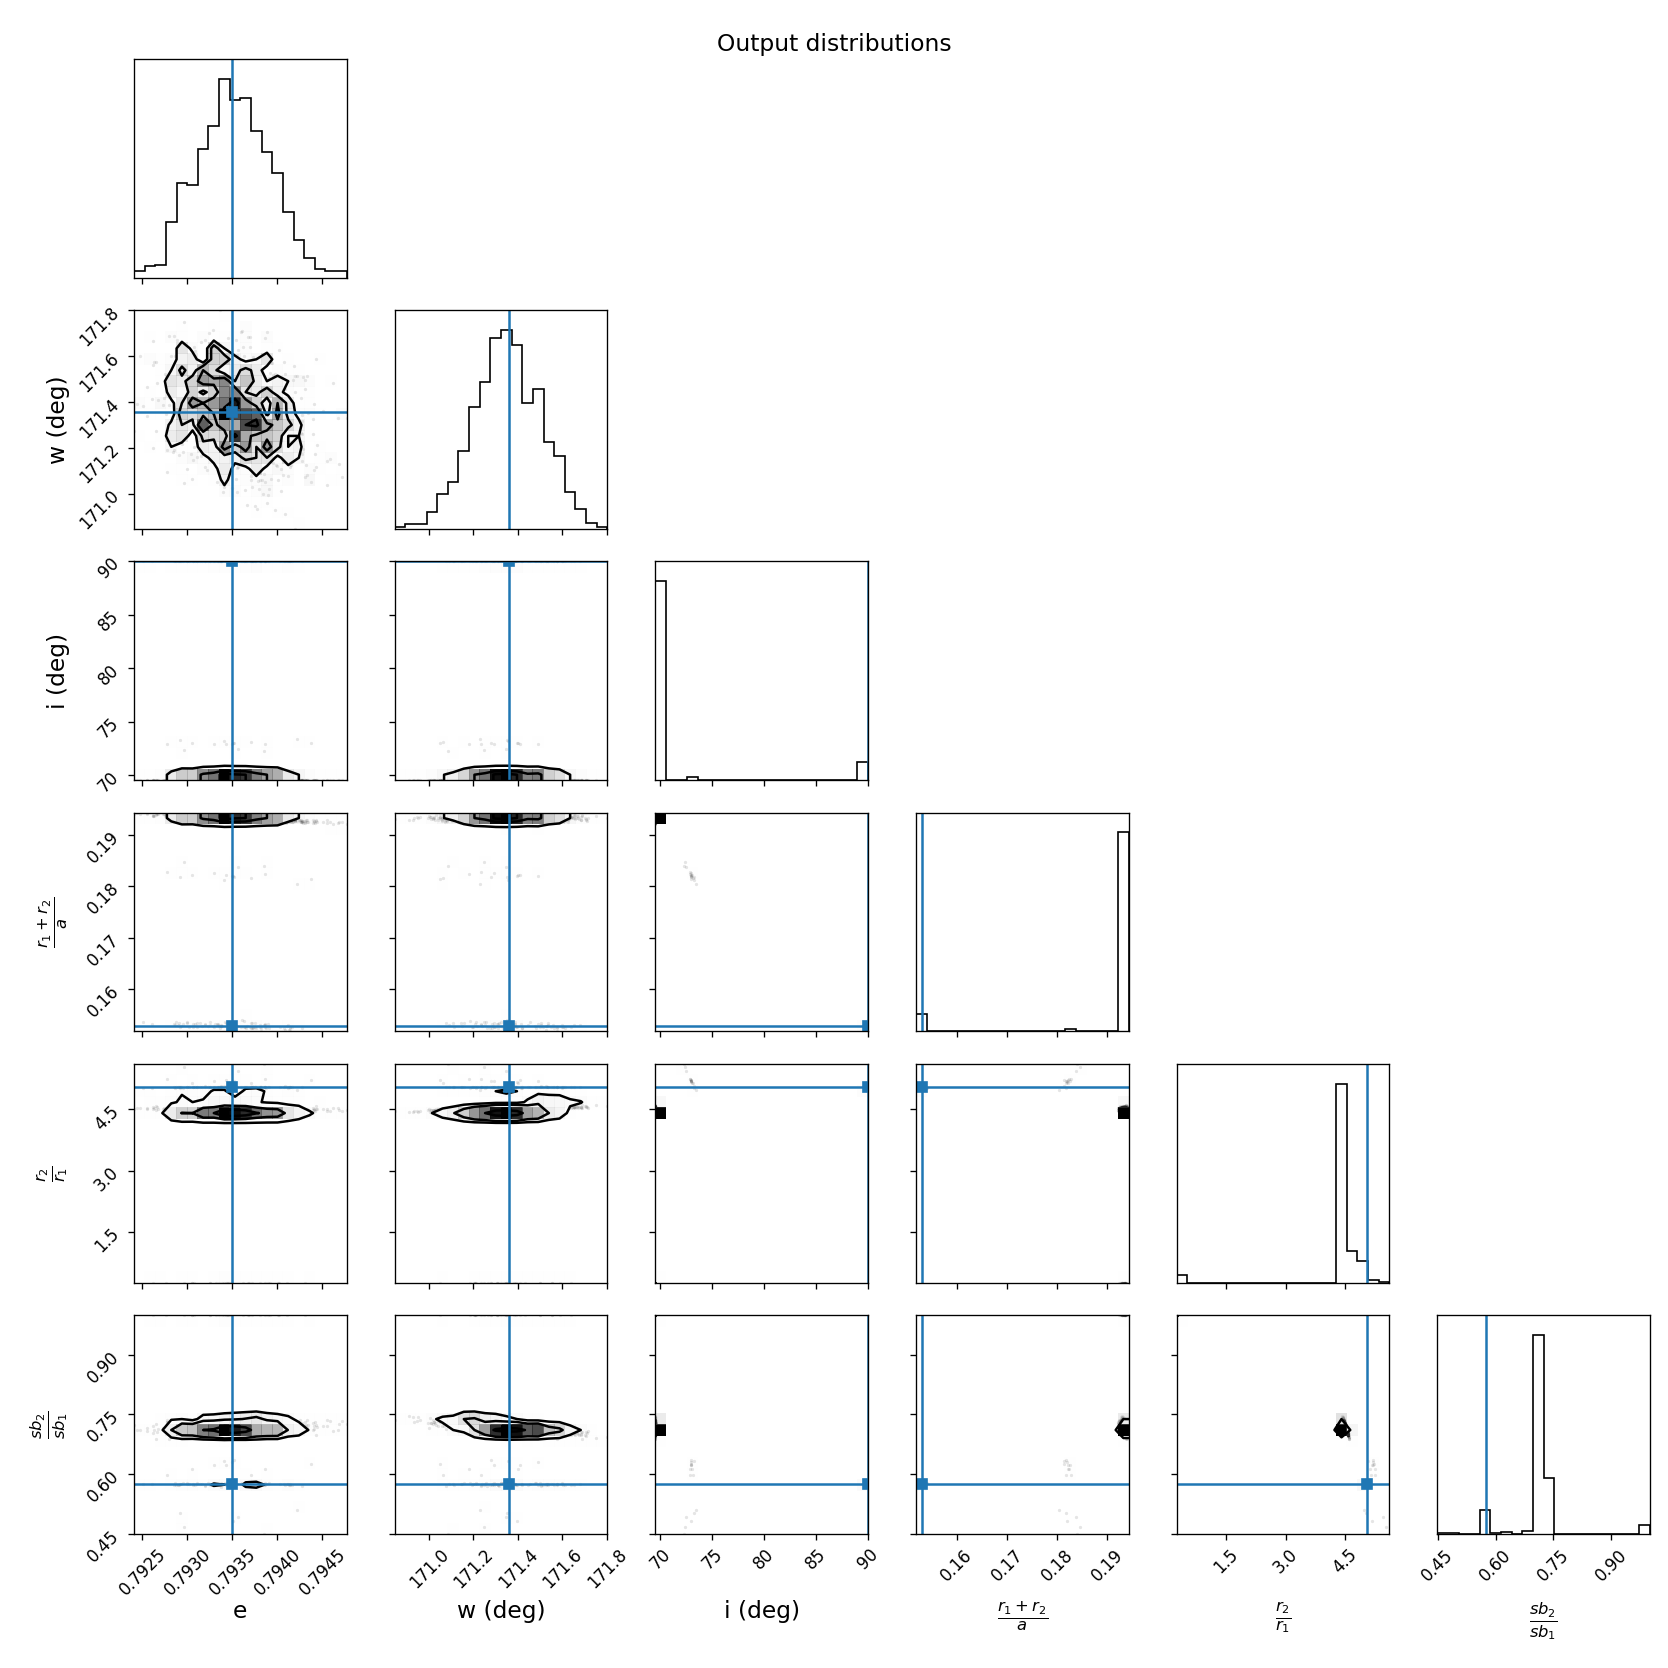 Output distributions
171.8
171.6
171.4
171.2
171.0
w (deg)
90
85
80
75
70
i (deg)
0.19
0.18
0.17
0.16
r₁ + r₂
a
4.5
3.0
1.5
r₂
r₁
0.90
0.75
0.60
0.45
sb₂
sb₁
0.7925 0.7930 0.7935 0.7940 0.7945
171.0 171.2 171.4 171.6 171.8
70 75 80 85 90
0.16 0.17 0.18 0.19
1.5 3.0 4.5
0.45 0.60 0.75 0.90
e
w (deg)
i (deg)
r₁ + r₂
a
r₂
r₁
sb₂
sb₁